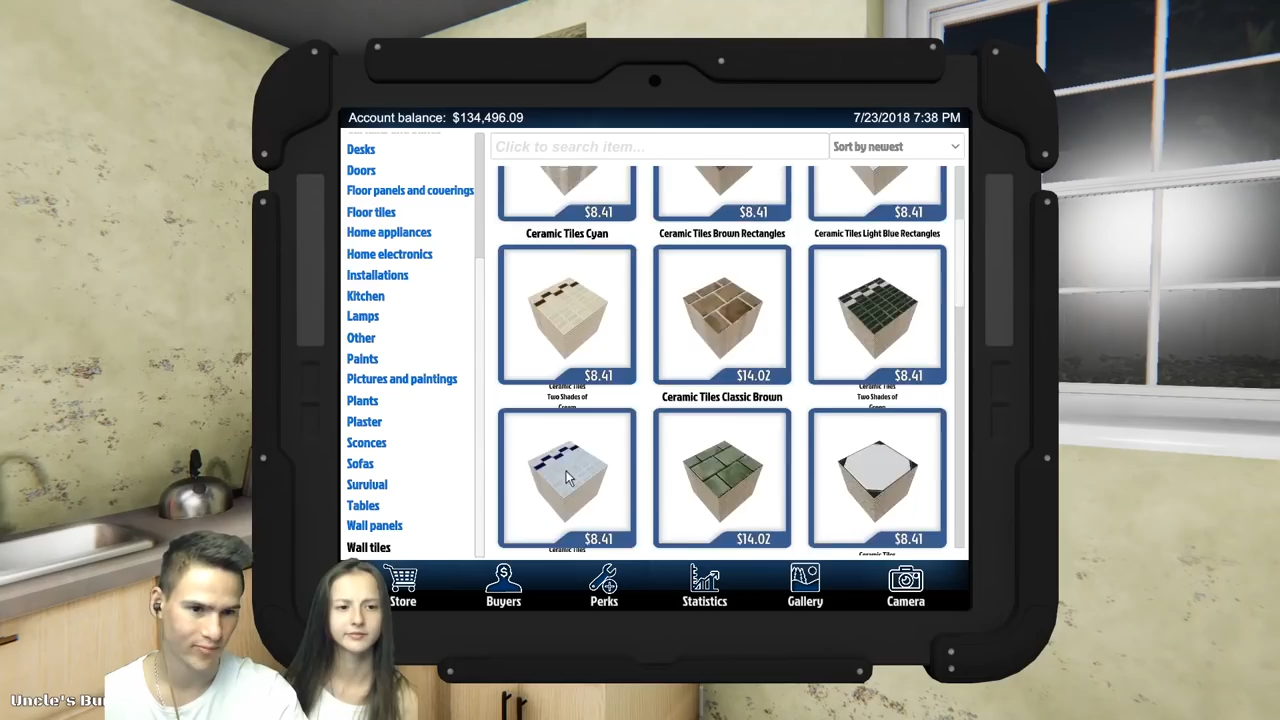 Account balance: $134,496.09
7/23/2018 7:38 PM
Click to search item...
Sort by newest
Desks
Doors
Floor panels and coverings
Floor tiles
Home appliances
Home electronics
Installations
Kitchen
Lamps
Other
Paints
Pictures and paintings
Plants
Plaster
Sconces
Sofas
Survival
Tables
Wall panels
Wall tiles
$8.41
$8.41
$8.41
Ceramic Tiles Cyan
Ceramic Tiles Brown Rectangles
Ceramic Tiles Light Blue Rectangles
$8.41
$14.02
$8.41
Ceramic Tiles
Two Shades of
Ceramic Tiles Classic Brown
Ceramic Tiles
Two Shades of
$8.41
$14.02
$8.41
Ceramic Tiles
Ceramic Tiles
Store
Buyers
Perks
Statistics
Gallery
Camera
Uncle's